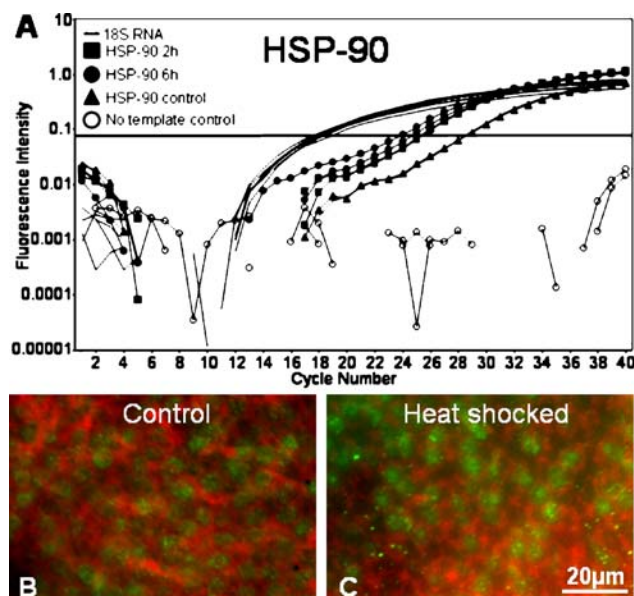 A
HSP-90
18S RNA
HSP-90 2h
HSP-90 6h
HSP-90 control
No template control
Fluorescence Intensity
1.0
0.1
0.01
0.001
0.0001
0.00001
2 4 6 8 10 12 14 16 18 20 22 24 26 28 30 32 34 36 38 40
Cycle Number
Control
B
Heat shocked
C
20µm